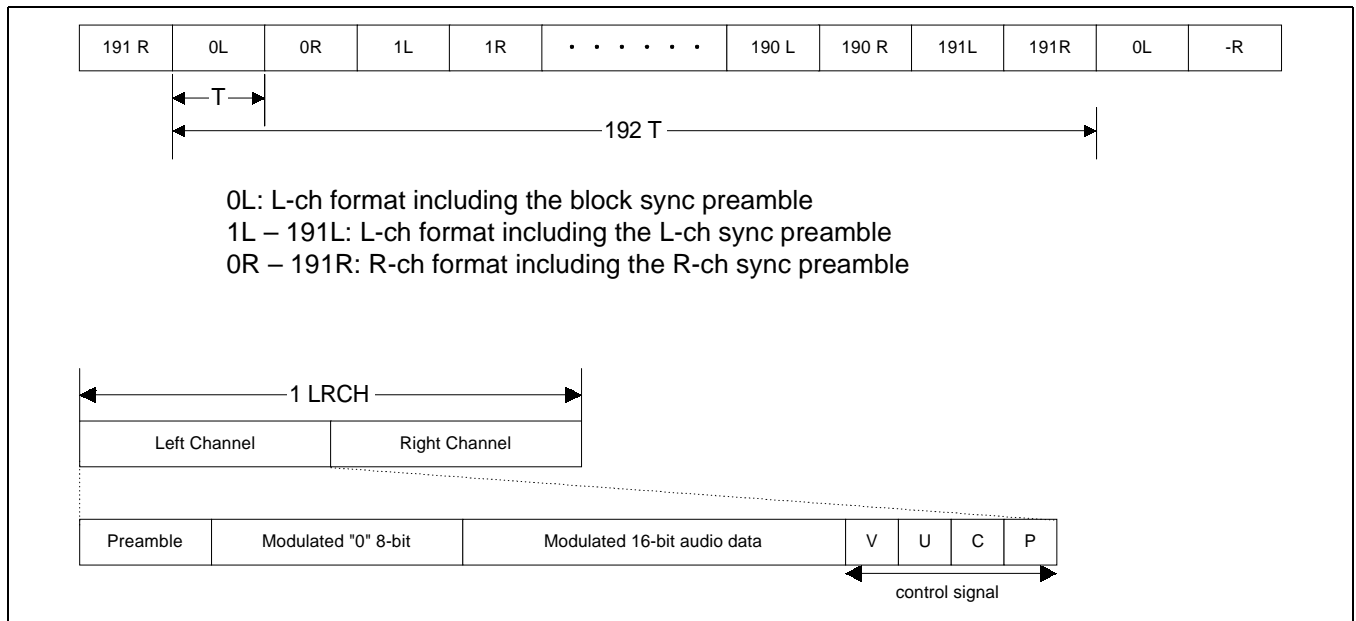 191 R 0L 0R 1L 1R · · · · · · 190 L 190 R 191L 191R 0L -R
T
192 T
0L: L-ch format including the block sync preamble
1L – 191L: L-ch format including the L-ch sync preamble
0R – 191R: R-ch format including the R-ch sync preamble
1 LRCH
Left Channel Right Channel
Preamble Modulated "0" 8-bit Modulated 16-bit audio data V U C P
control signal